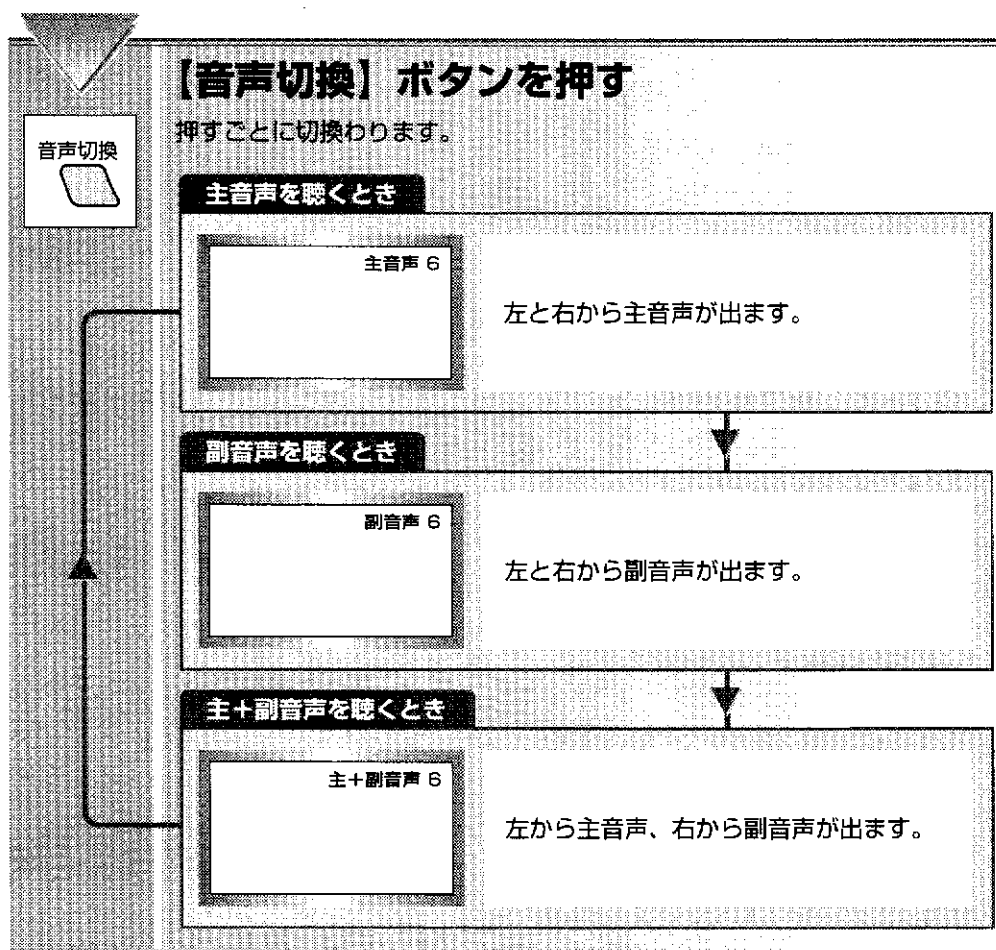 【音声切換】ボタンを押す
押すごとに切換わります。
音声切換
主音声を聴くとき
主音声 6
左と右から主音声が出ます。
副音声を聴くとき
副音声 6
左と右から副音声が出ます。
主＋副音声を聴くとき
主＋副音声 6
左から主音声、右から副音声が出ます。